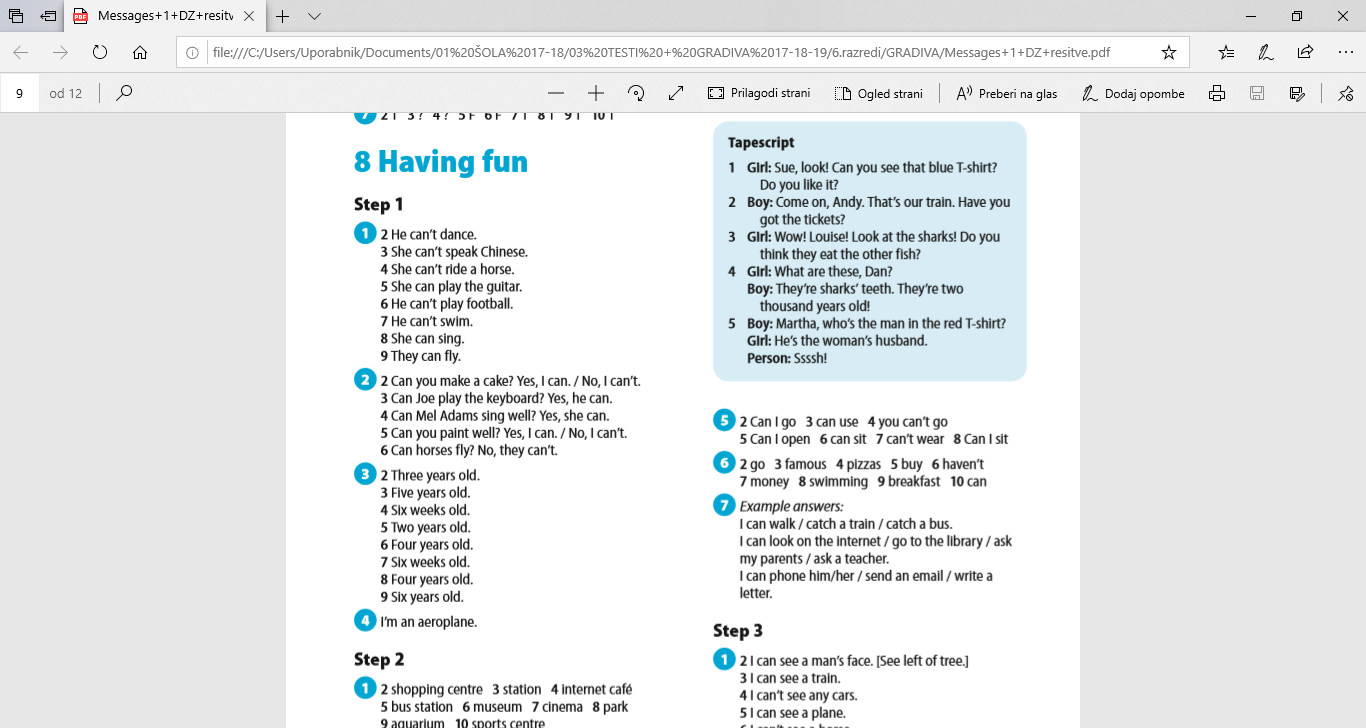 Messages+1+DZ+resitv
file:///C:/Users/Uporabnik/Documents/01%20ŠOLA%2017-18/03%20TESTI%20+%20GRADIVA%2017-18-19/6.razredi/GRADIVA/Messages+1+DZ+resitve.pdf
9 od 12
Prilagodi strani
Ogled strani
Preberi na glas
Dodaj opombe
8 Having fun
Step 1
1 2 He can't dance.
3 She can't speak Chinese.
4 She can't ride a horse.
5 She can play the guitar.
6 He can't play football.
7 He can't swim.
8 She can sing.
9 They can fly.
2 2 Can you make a cake? Yes, I can. / No, I can't.
3 Can Joe play the keyboard? Yes, he can.
4 Can Mel Adams sing well? Yes, she can.
5 Can you paint well? Yes, I can. / No, I can't.
6 Can horses fly? No, they can't.
3 2 Three years old.
3 Five years old.
4 Six weeks old.
5 Two years old.
6 Four years old.
7 Six weeks old.
8 Four years old.
9 Six years old.
4 I'm an aeroplane.
Step 2
1 2 shopping centre 3 station 4 internet café
5 bus station 6 museum 7 cinema 8 park
9 aquarium 10 sports centre
Tapescript
1 Girl: Sue, look! Can you see that blue T-shirt?
Do you like it?
2 Boy: Come on, Andy. That's our train. Have you
got the tickets?
3 Girl: Wow! Louise! Look at the sharks! Do you
think they eat the other fish?
4 Girl: What are these, Dan?
Boy: They're sharks' teeth. They're two
thousand years old!
5 Boy: Martha, who's the man in the red T-shirt?
Girl: He's the woman's husband.
Person: Ssssh!
5 2 Can I go 3 can use 4 you can't go
5 Can I open 6 can sit 7 can't wear 8 Can I sit
6 2 go 3 famous 4 pizzas 5 buy 6 haven't
7 money 8 swimming 9 breakfast 10 can
7 Example answers:
I can walk / catch a train / catch a bus.
I can look on the internet / go to the library / ask
my parents / ask a teacher.
I can phone him/her / send an email / write a
letter.
Step 3
1 2 I can see a man's face. [See left of tree.]
3 I can see a train.
4 I can't see any cars.
5 I can see a plane.